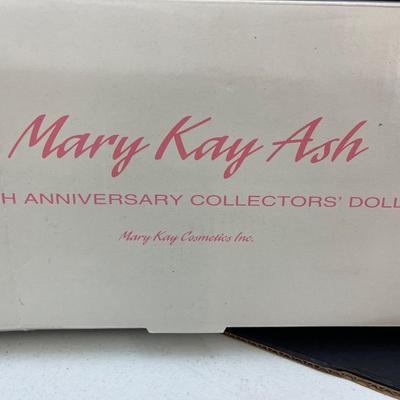 Mary Kay Ash
H ANNIVERSARY COLLECTORS' DOLL
Mary Kay Cosmetics Inc.